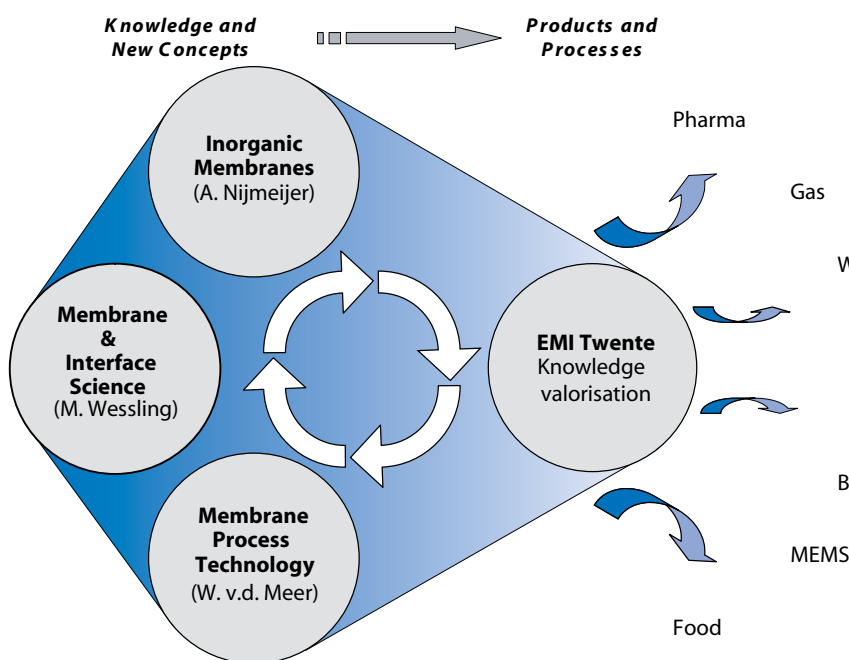 Knowledge and
New Concepts
Products and
Processes
Inorganic
Membranes
(A. Nijmeijer)
Membrane
&
Interface
Science
(M. Wessling)
Membrane
Process
Technology
(W. v.d. Meer)
EMI Twente
Knowledge
valorisation
Pharma
Gas
W
B
MEMS
Food